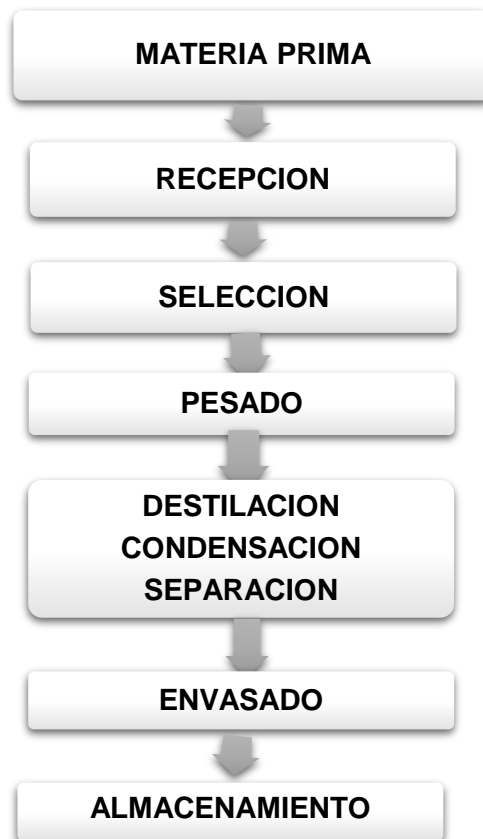 MATERIA PRIMA
RECEPCION
SELECCION
PESADO
DESTILACION
CONDENSACION
SEPARACION
ENVASADO
ALMACENAMIENTO